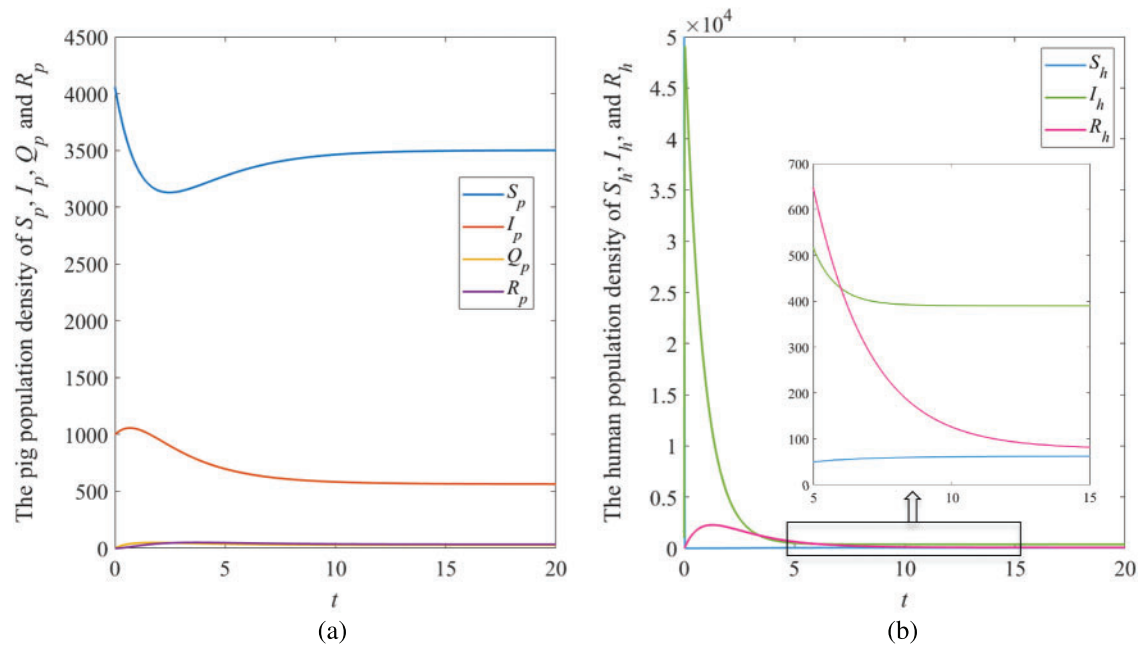 The pig population density of S_p, I_p, Q_p and R_p
4500
4000
3500
3000
2500
2000
1500
1000
500
0
0 5 10 15 20
t
S_p
I_p
Q_p
R_p
(a)
The human population density of S_h, I_h, and R_h
×10^4
5
4.5
4
3.5
3
2.5
2
1.5
1
0.5
0
0 5 10 15 20
t
S_h
I_h
R_h
700
600
500
400
300
200
100
0
5 10 15
(b)